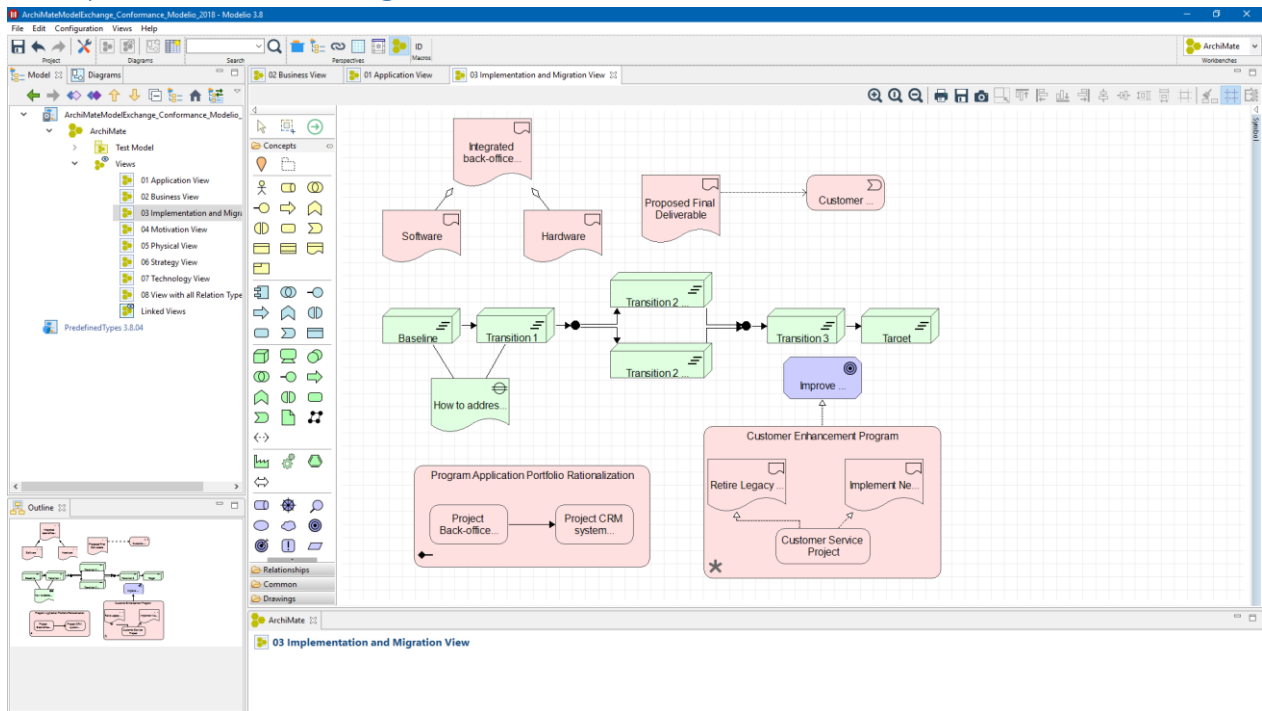 ArchiMateModelExchange_Conformance_Modelio_2018 - Modelio 3.8
File Edit Configuration Views Help
ID
ArchiMate
Project
Diagrams
Search
Perspectives
Macros
Workbenches
Model
Diagrams
02 Business View
01 Application View
03 Implementation and Migration View
ArchiMateModelExchange_Conformance_Modelio_
ArchiMate
Test Model
Views
01 Application View
02 Business View
03 Implementation and Migra
04 Motivation View
05 Physical View
06 Strategy View
07 Technology View
08 View with all Relation Type
Linked Views
PredefinedTypes 3.8.04
Outline
Concepts
Relationships
Common
Drawings
Symbol
Integrated
back-office...
Software
Hardware
Proposed Final
Deliverable
Customer ...
Baseline
Transition 1
Transition 2 ...
Transition 2 ...
Transition 3
Target
How to addres...
Improve ...
Program Application Portfolio Rationalization
Project
Back-office...
Project CRM
system...
Customer Enhancement Program
Retire Legacy ...
Implement Ne...
Customer Service
Project
ArchiMate
03 Implementation and Migration View